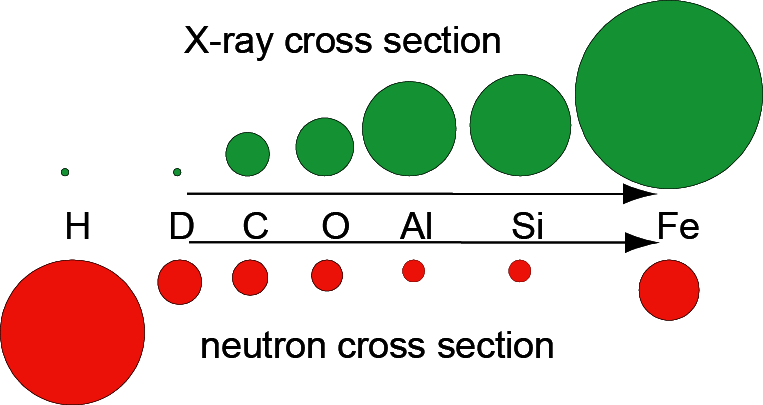 X-ray cross section
H D C O Al Si Fe
neutron cross section